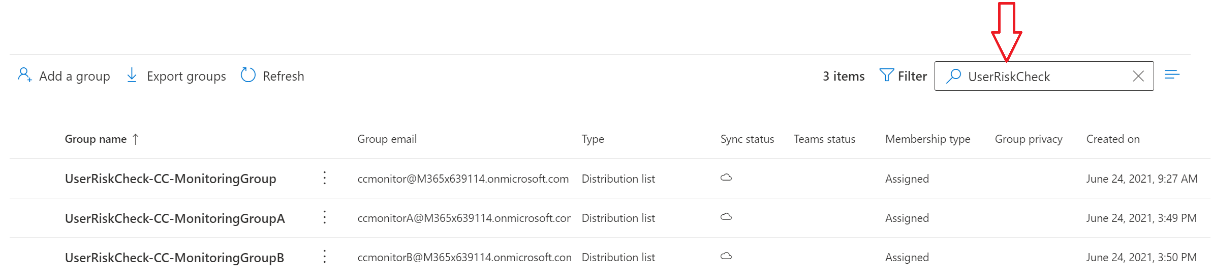 Add a group Export groups Refresh 3 items Filter UserRiskCheck
Group name Group email Type Sync status Teams status Membership type Group privacy Created on
UserRiskCheck-CC-MonitoringGroup ccmonitor@M365x639114.onmicrosoft.com Distribution list Assigned June 24, 2021, 9:27 AM
UserRiskCheck-CC-MonitoringGroupA ccmonitorA@M365x639114.onmicrosoft.con Distribution list Assigned June 24, 2021, 3:49 PM
UserRiskCheck-CC-MonitoringGroupB ccmonitorB@M365x639114.onmicrosoft.con Distribution list Assigned June 24, 2021, 3:50 PM